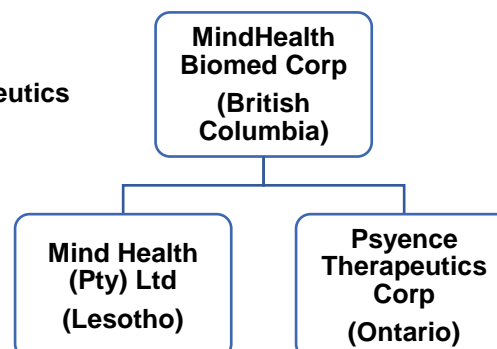 MindHealth
Biomed Corp
(British
Columbia)
eutics
Mind Health
(Pty) Ltd
(Lesotho)
Psyence
Therapeutics
Corp
(Ontario)